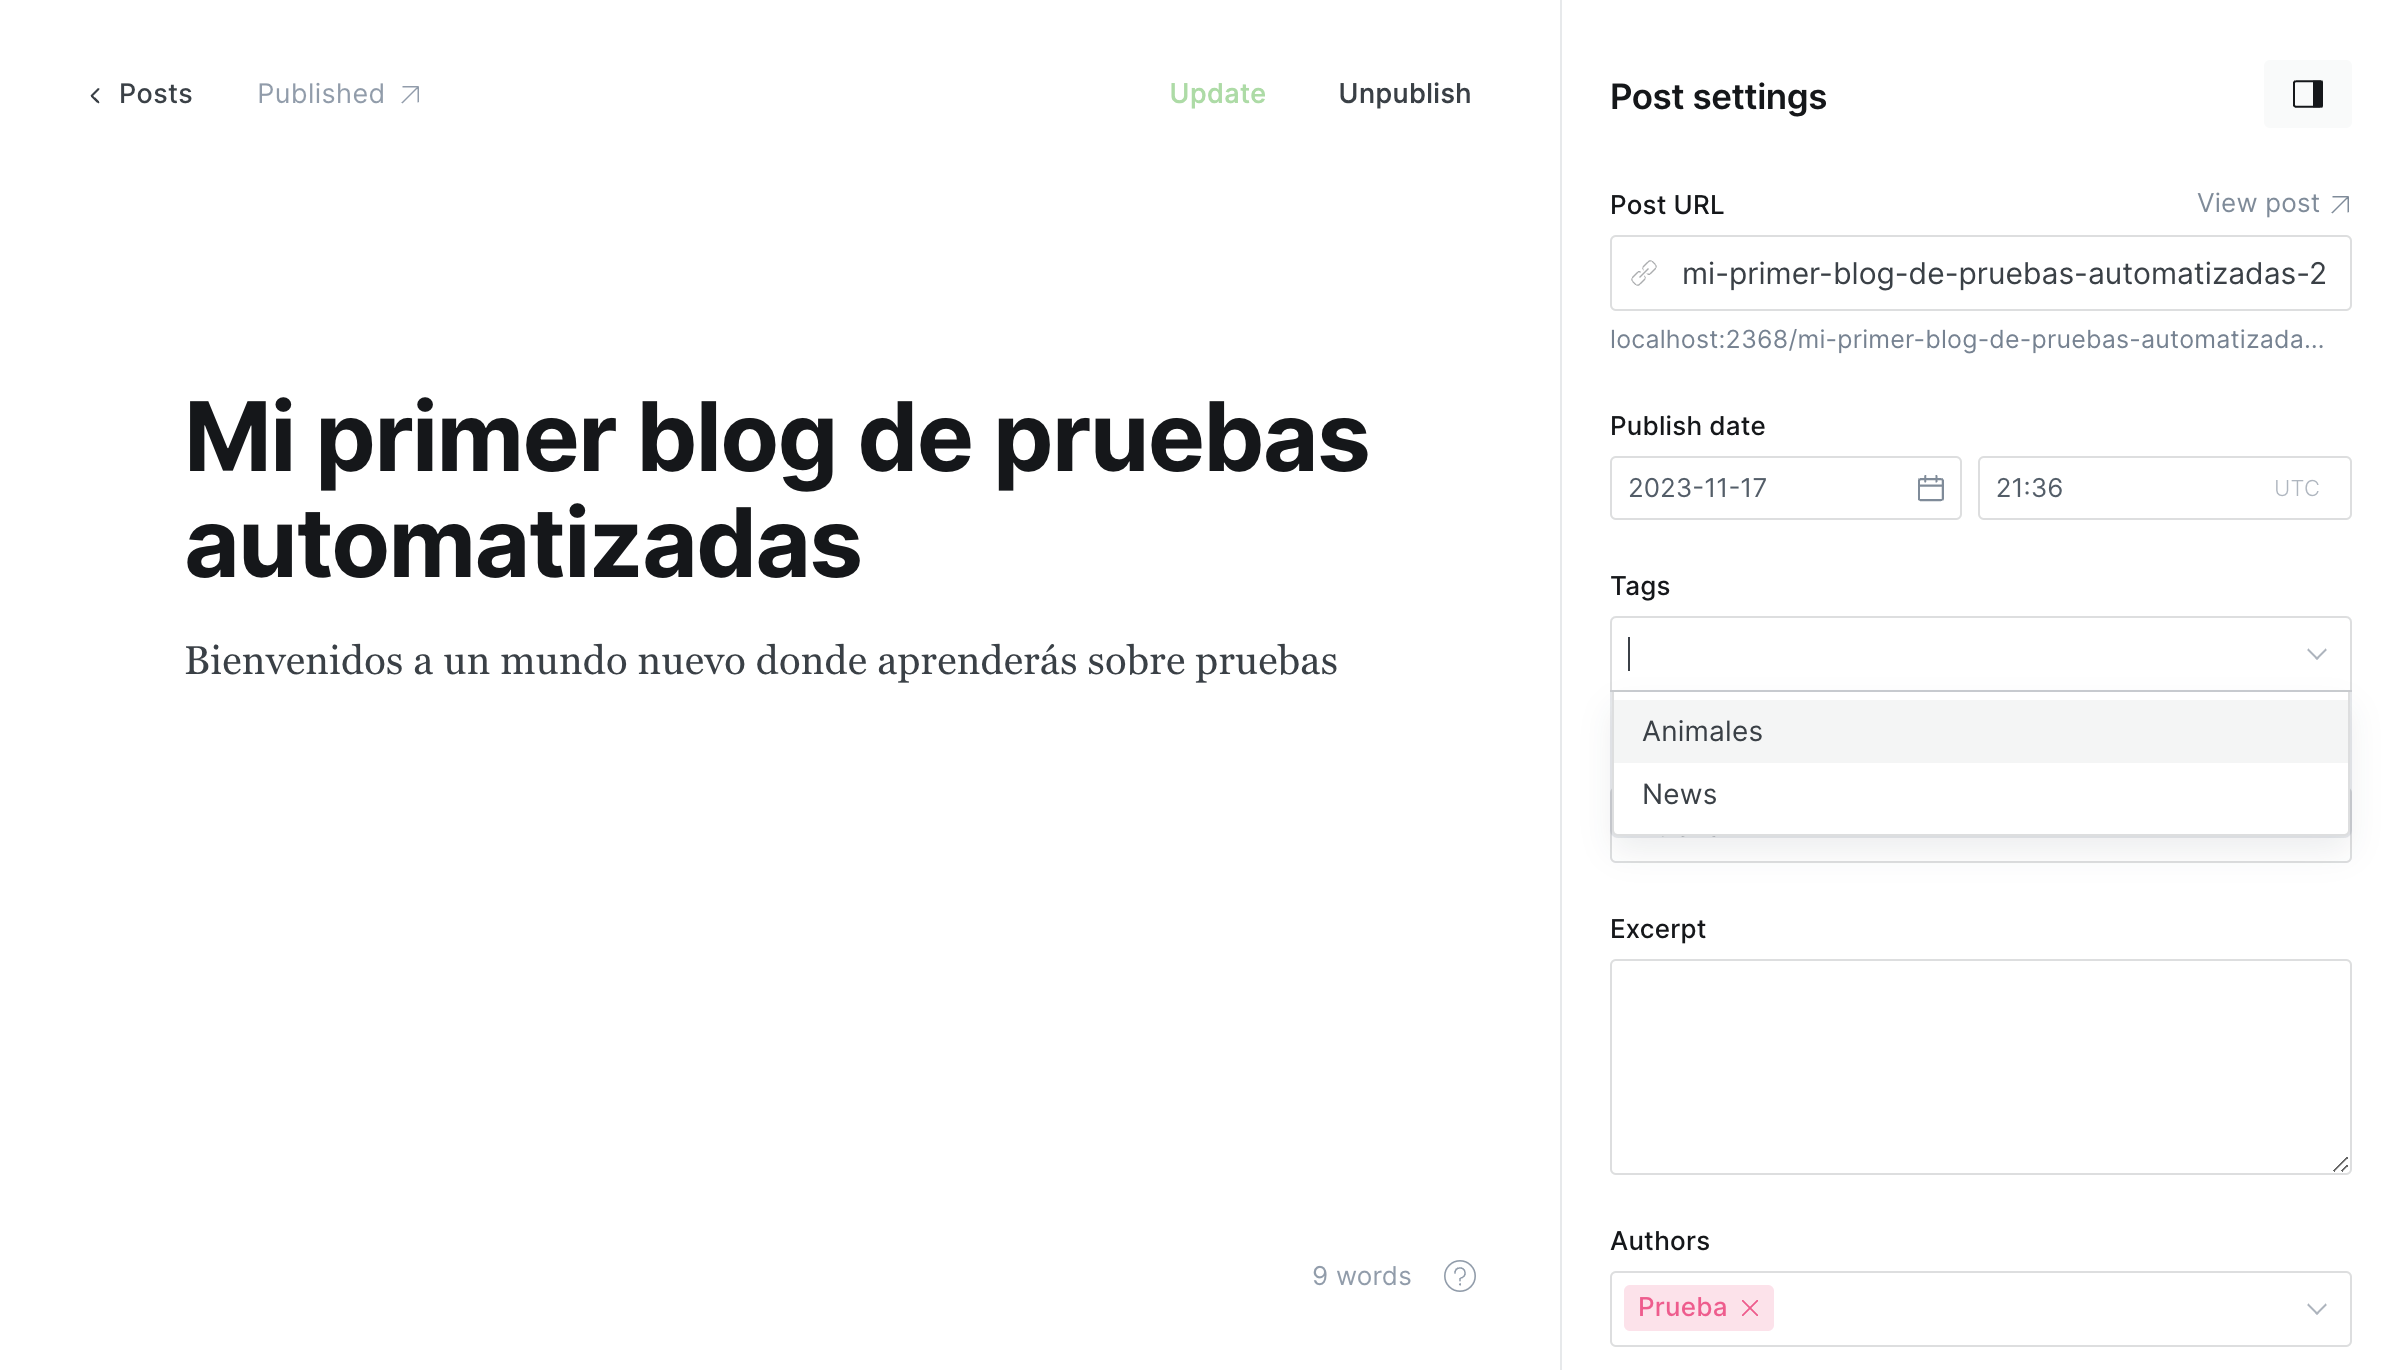 Posts
Published
Update
Unpublish
Mi primer blog de pruebas
automatizadas
Bienvenidos a un mundo nuevo donde aprenderás sobre pruebas
9 words
?
Post settings
Post URL
View post
mi-primer-blog-de-pruebas-automatizadas-2
localhost:2368/mi-primer-blog-de-pruebas-automatizada...
Publish date
2023-11-17
21:36
UTC
Tags
Animales
News
Excerpt
Authors
Prueba